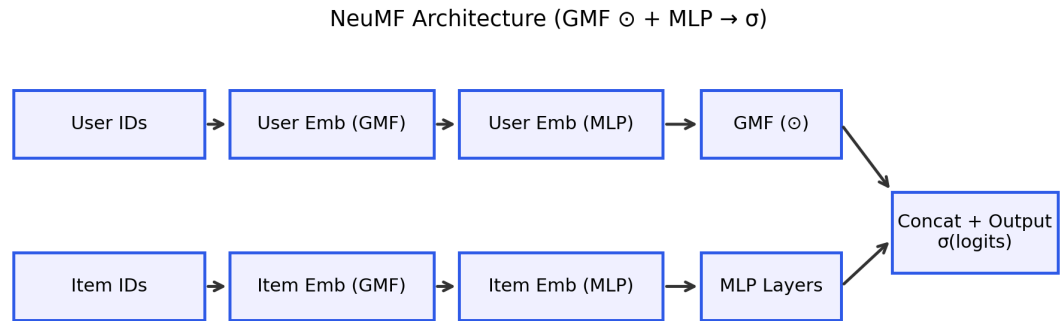 NeuMF Architecture (GMF ⊙ + MLP → σ)
User IDs
User Emb (GMF)
User Emb (MLP)
GMF (⊙)
Concat + Output
σ(logits)
Item IDs
Item Emb (GMF)
Item Emb (MLP)
MLP Layers